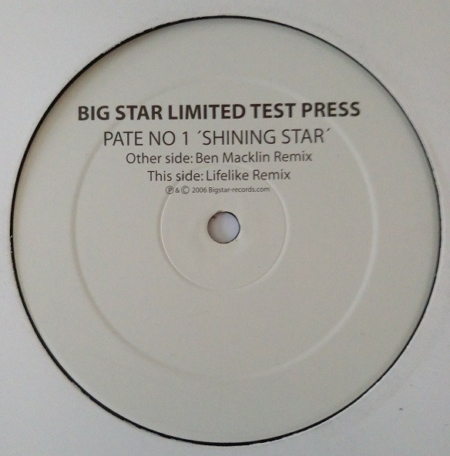 BIG STAR LIMITED TEST PRESS
PATE NO 1 ´SHINING STAR´
Other side: Ben Macklin Remix
This side: Lifelike Remix
℗ & © 2006 Bigstar-records.com